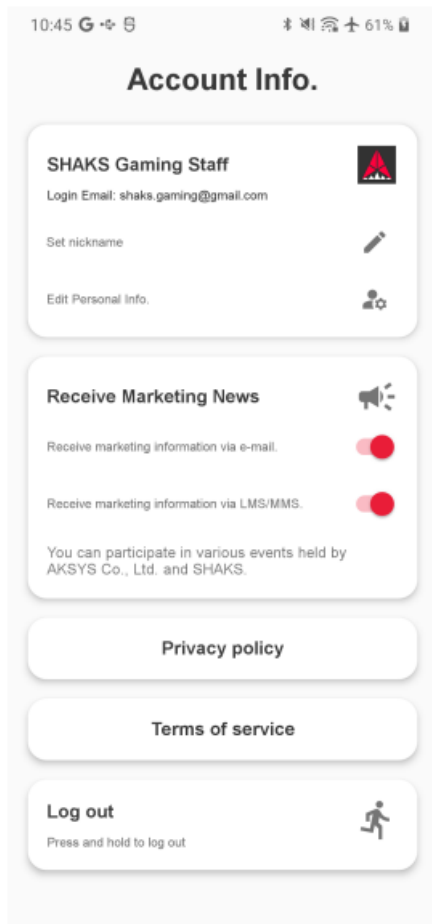 10:45
61%
Account Info.
SHAKS Gaming Staff
Login Email: shaks.gaming@gmail.com
Set nickname
Edit Personal Info.
Receive Marketing News
Receive marketing information via e-mail.
Receive marketing information via LMS/MMS.
You can participate in various events held by
AKSYS Co., Ltd. and SHAKS.
Privacy policy
Terms of service
Log out
Press and hold to log out